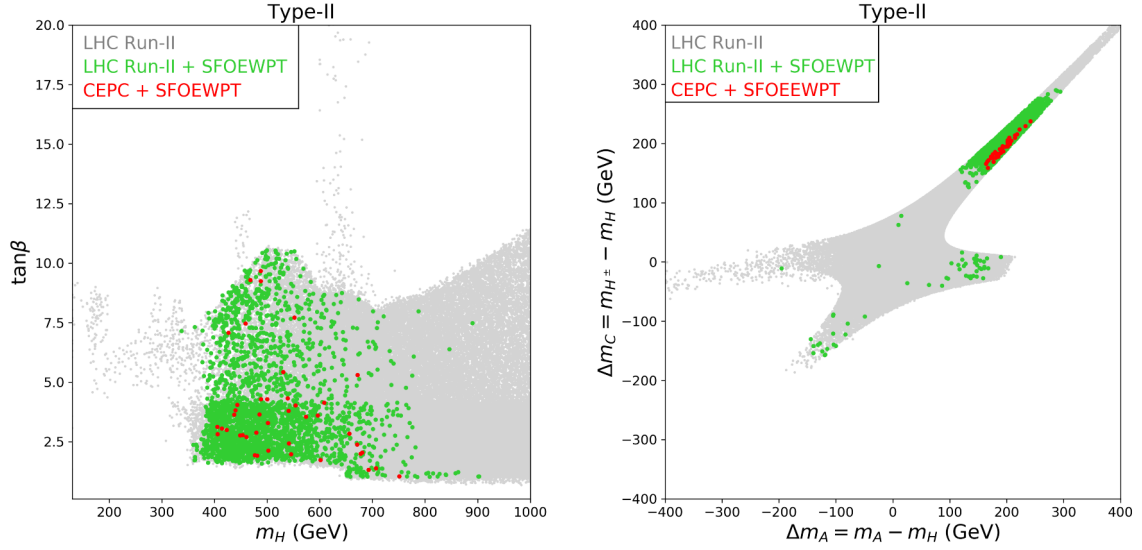 Type-II
LHC Run-II
LHC Run-II + SFOEWPT
CEPC + SFOEWPT
20.0
17.5
15.0
12.5
10.0
7.5
5.0
2.5
tanβ
200
300
400
500
600
700
800
900
1000
m_H (GeV)
Type-II
LHC Run-II
LHC Run-II + SFOEWPT
CEPC + SFOEEWPT
400
300
200
100
0
−100
−200
−300
−400
Δm_C = m_{H^±} − m_H (GeV)
−400
−300
−200
−100
0
100
200
300
400
Δm_A = m_A − m_H (GeV)